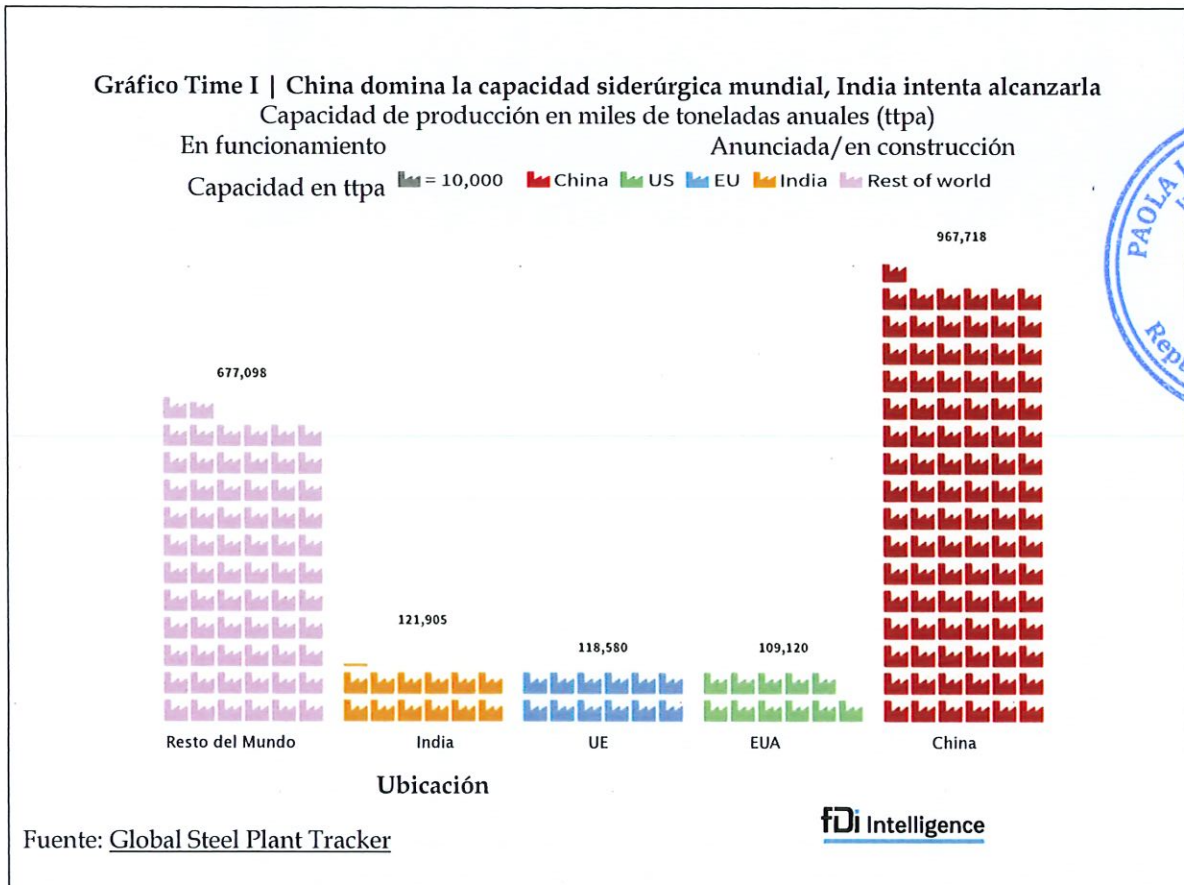 Gráfico Time I | China domina la capacidad siderúrgica mundial, India intenta alcanzarla
Capacidad de producción en miles de toneladas anuales (ttpa)
En funcionamiento Anunciada/en construcción
Capacidad en ttpa = 10,000 China US EU India Rest of world
967,718
677,098
121,905
118,580
109,120
Resto del Mundo India UE EUA China
Ubicación
fDi Intelligence
Fuente: Global Steel Plant Tracker
PAOLA